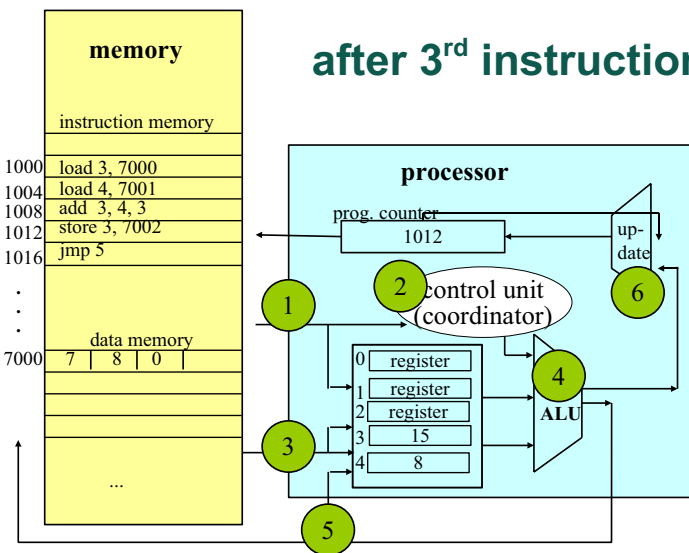 after 3rd instruction
memory
instruction memory
1000 load 3, 7000
1004 load 4, 7001
1008 add 3, 4, 3
1012 store 3, 7002
1016 jmp 5
.
.
.
data memory
7000 7 8 0
...
processor
prog. counter
1012
up-
date
6
1
2
control unit
(coordinator)
0 register
1 register
2 register
3 15
4 8
4
ALU
3
5